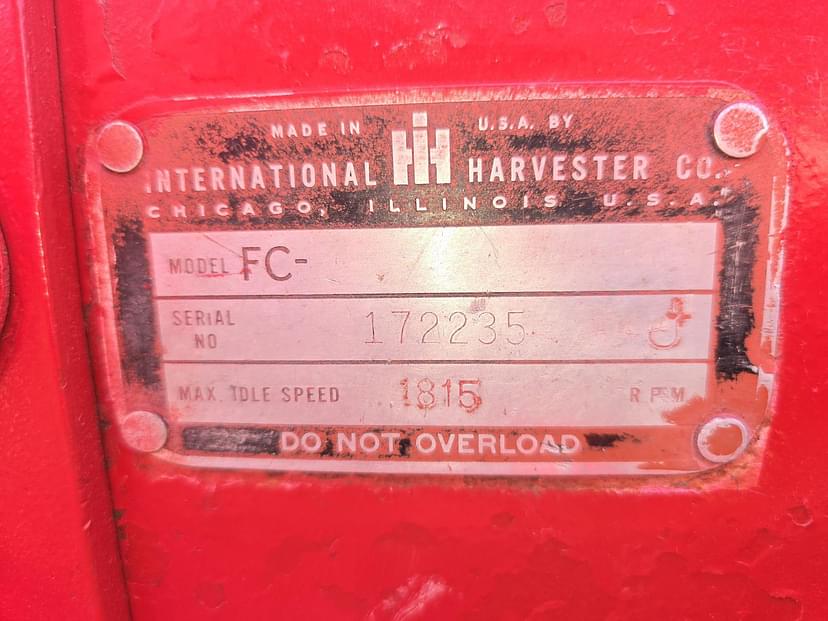 MADE IN IH U.S.A. BY
INTERNATIONAL HARVESTER CO.
CHICAGO, ILLINOIS U.S.A.
MODEL FC-
SERIAL NO 172235 J
MAX. IDLE SPEED 1815 R.P.M
DO NOT OVERLOAD